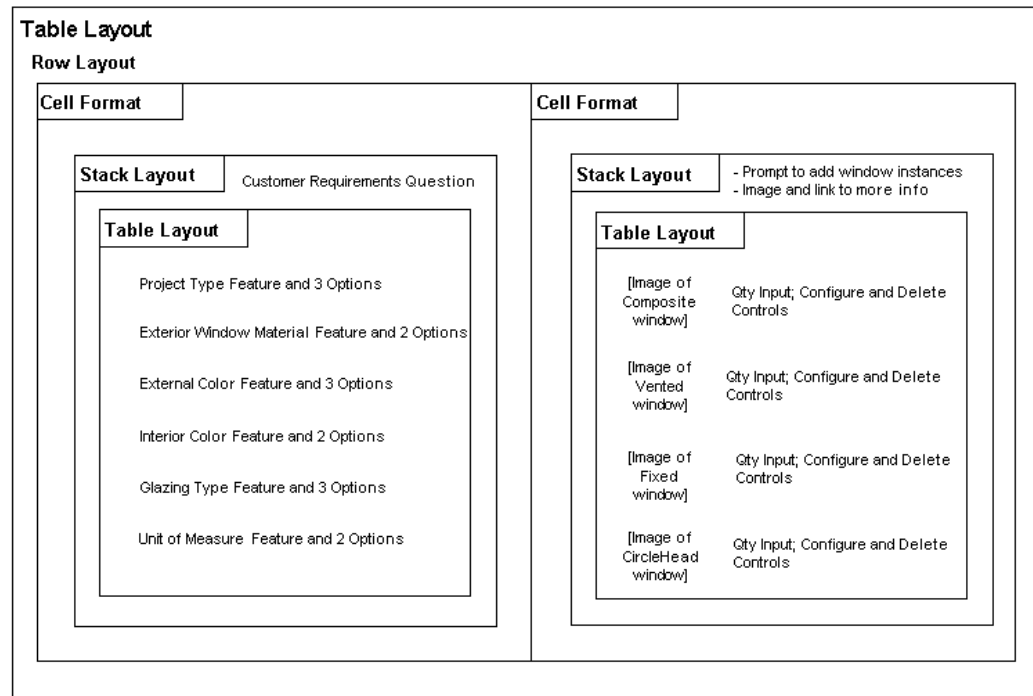 Table Layout
Row Layout
Cell Format
Stack Layout
Customer Requirements Question
Table Layout
Project Type Feature and 3 Options
Exterior Window Material Feature and 2 Options
External Color Feature and 3 Options
Interior Color Feature and 2 Options
Glazing Type Feature and 3 Options
Unit of Measure Feature and 2 Options
Cell Format
Stack Layout
- Prompt to add window instances
- Image and link to more info
Table Layout
[Image of
Composite
window]
Qty Input; Configure and Delete
Controls
[Image of
Vented
window]
Qty Input; Configure and Delete
Controls
[Image of
Fixed
window]
Qty Input; Configure and Delete
Controls
[Image of
CircleHead
window]
Qty Input; Configure and Delete
Controls